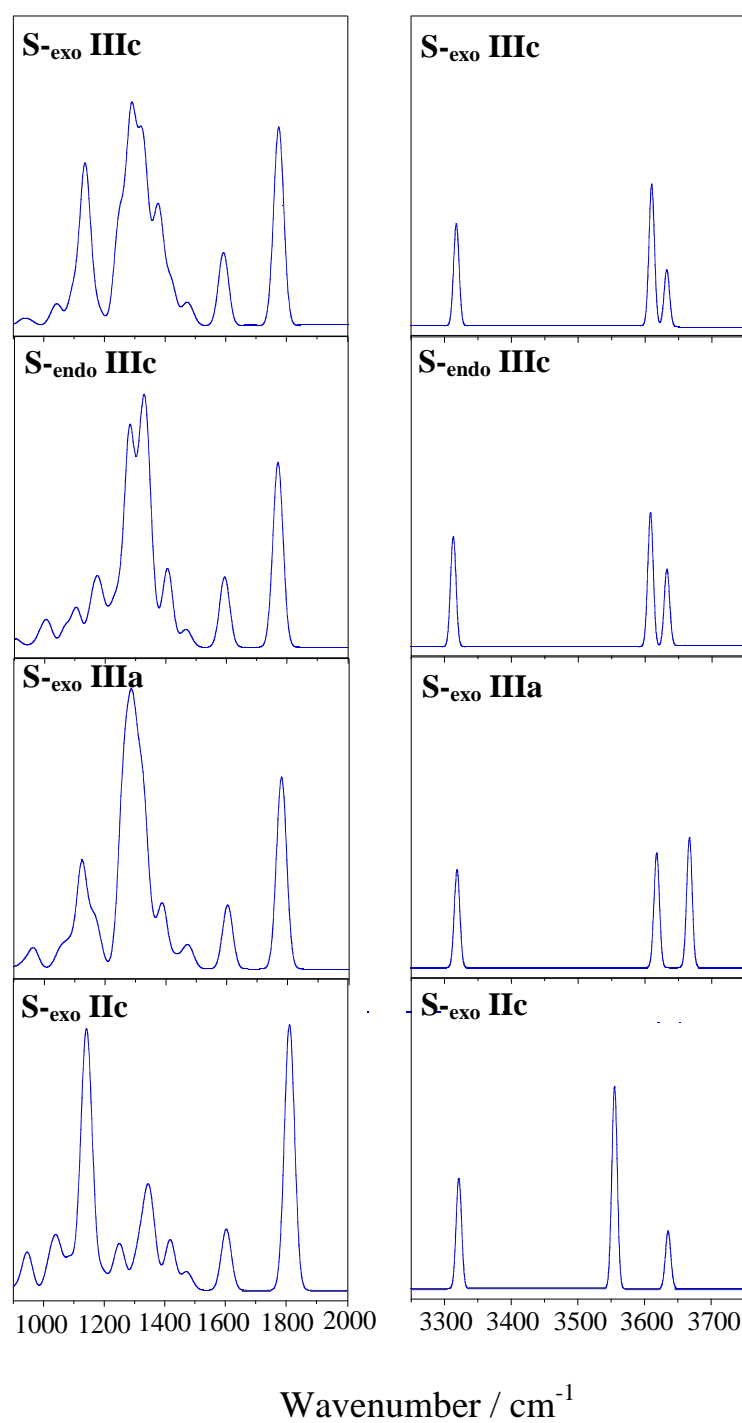 S-exo IIIc
S-exo IIIc
S-endo IIIc
S-endo IIIc
S-exo IIIa
S-exo IIIa
S-exo IIc
S-exo IIc
1000 1200 1400 1600 1800 2000
3300 3400 3500 3600 3700
Wavenumber / cm-1